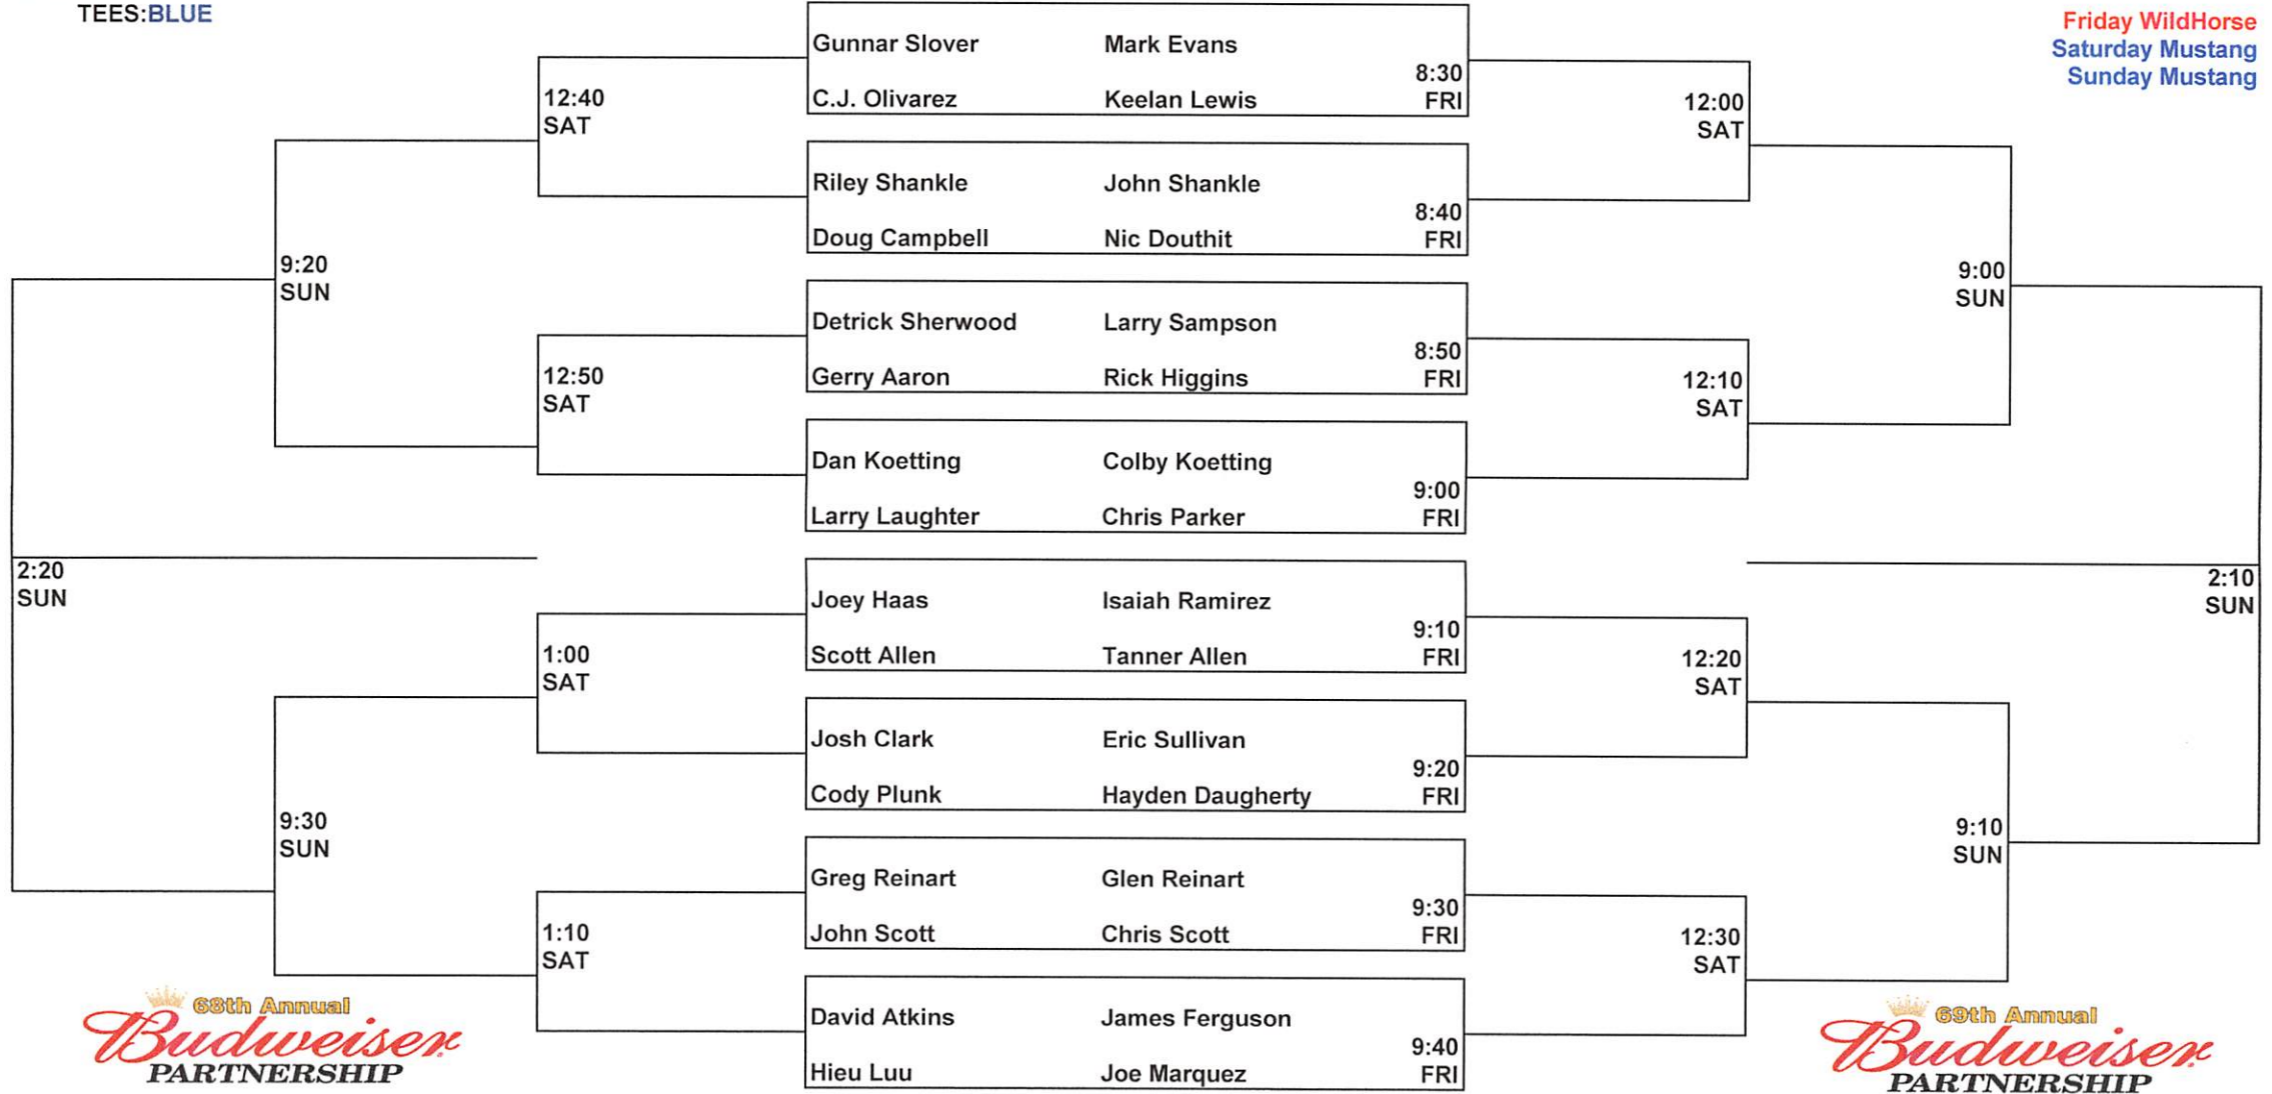 TEES:BLUE
Friday WildHorse
Saturday Mustang
Sunday Mustang
Gunnar Slover Mark Evans
8:30
C.J. Olivarez Keelan Lewis FRI
12:40
SAT
12:00
SAT
Riley Shankle John Shankle
8:40
Doug Campbell Nic Douthit FRI
9:20
SUN
9:00
SUN
Detrick Sherwood Larry Sampson
8:50
Gerry Aaron Rick Higgins FRI
12:50
SAT
12:10
SAT
Dan Koetting Colby Koetting
9:00
Larry Laughter Chris Parker FRI
2:20
SUN
2:10
SUN
Joey Haas Isaiah Ramirez
9:10
Scott Allen Tanner Allen FRI
1:00
SAT
12:20
SAT
Josh Clark Eric Sullivan
9:20
Cody Plunk Hayden Daugherty FRI
9:30
SUN
9:10
SUN
Greg Reinart Glen Reinart
9:30
John Scott Chris Scott FRI
1:10
SAT
12:30
SAT
David Atkins James Ferguson
9:40
Hieu Luu Joe Marquez FRI
68th Annual
Budweiser
PARTNERSHIP
69th Annual
Budweiser
PARTNERSHIP